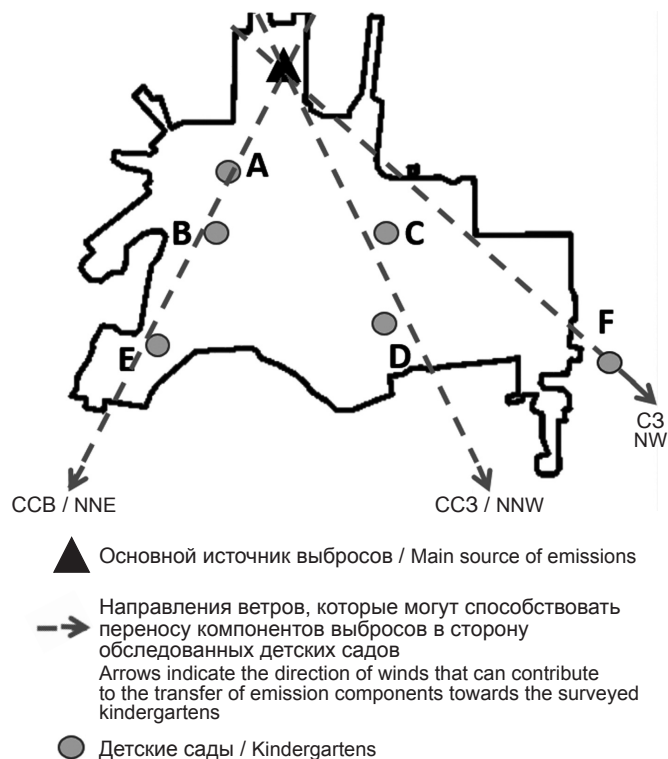 A
B
C
F
E
D
СЗ
NW
ССВ / NNE
ССЗ / NNW
Основной источник выбросов / Main source of emissions
Направления ветров, которые могут способствовать
переносу компонентов выбросов в сторону
обследованных детских садов
Arrows indicate the direction of winds that can contribute
to the transfer of emission components towards the surveyed
kindergartens
Детские сады / Kindergartens